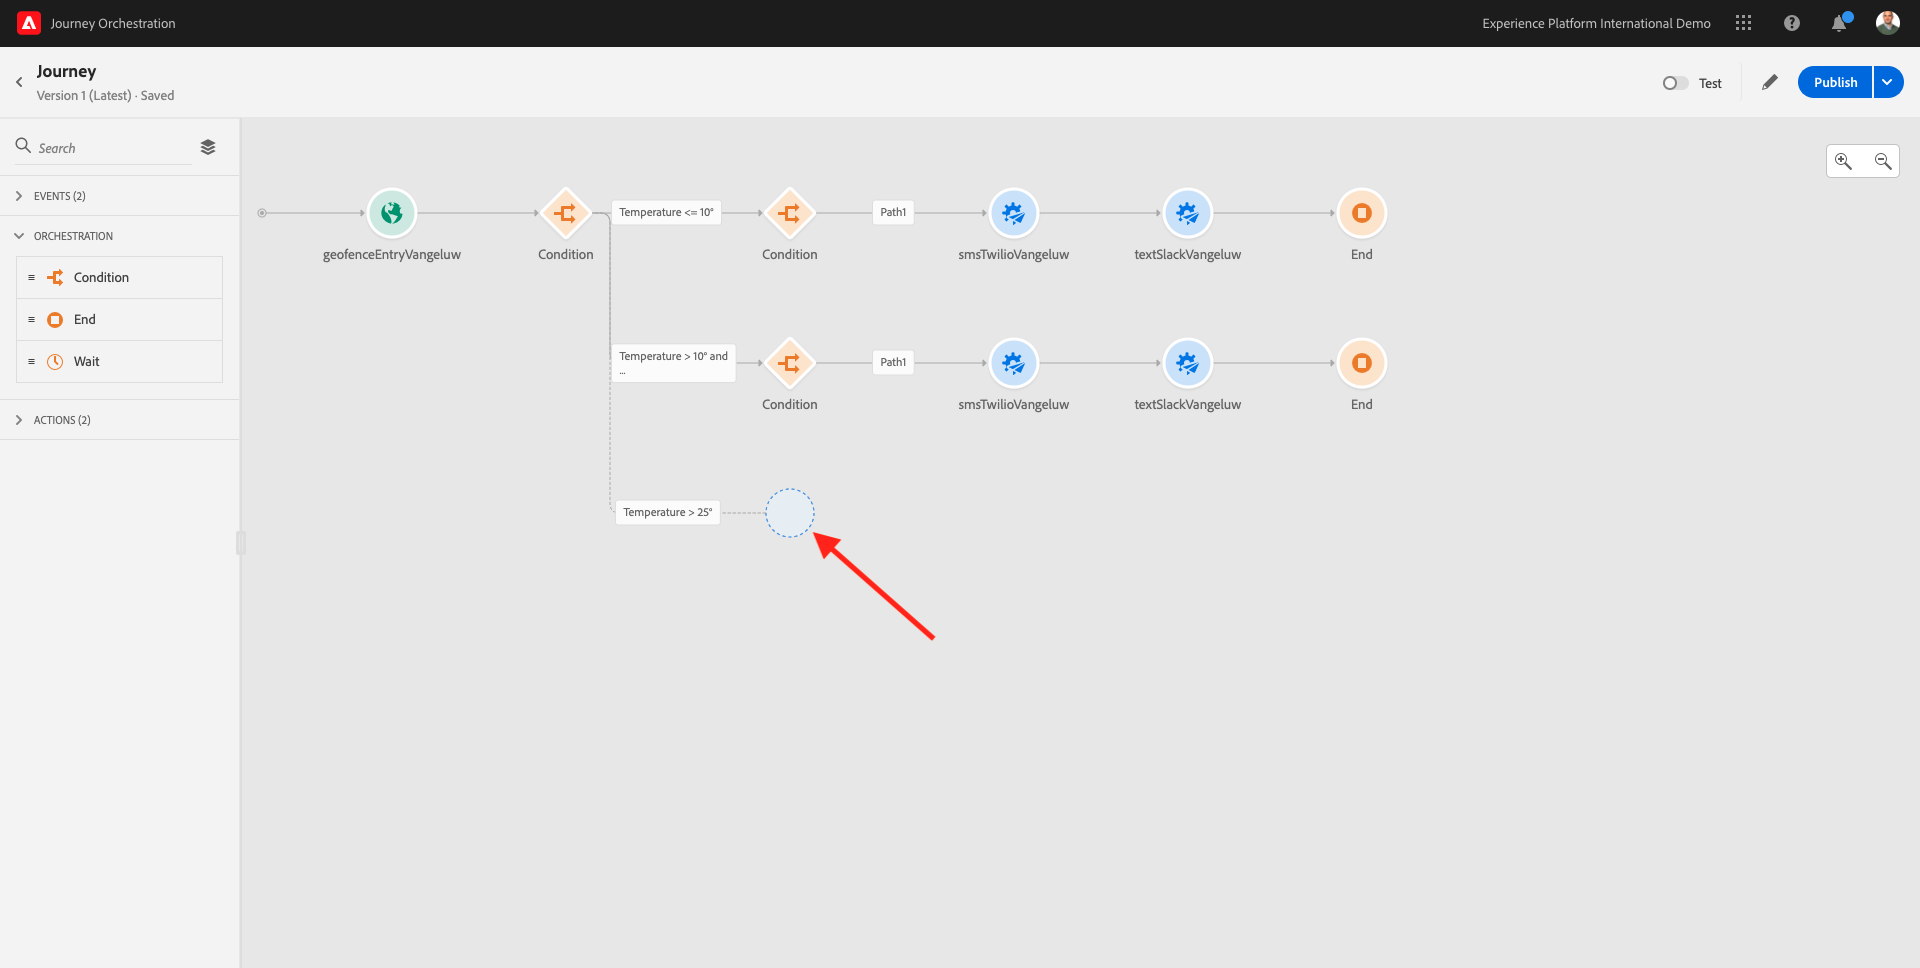 Journey Orchestration
Experience Platform International Demo
Journey
Version 1 (Latest) · Saved
Test
Publish
Search
EVENTS (2)
ORCHESTRATION
Condition
End
Wait
ACTIONS (2)
geofenceEntryVangeluw
Condition
Temperature <= 10°
Condition
Path1
smsTwilioVangeluw
textSlackVangeluw
End
Temperature > 10° and
...
Condition
Path1
smsTwilioVangeluw
textSlackVangeluw
End
Temperature > 25°